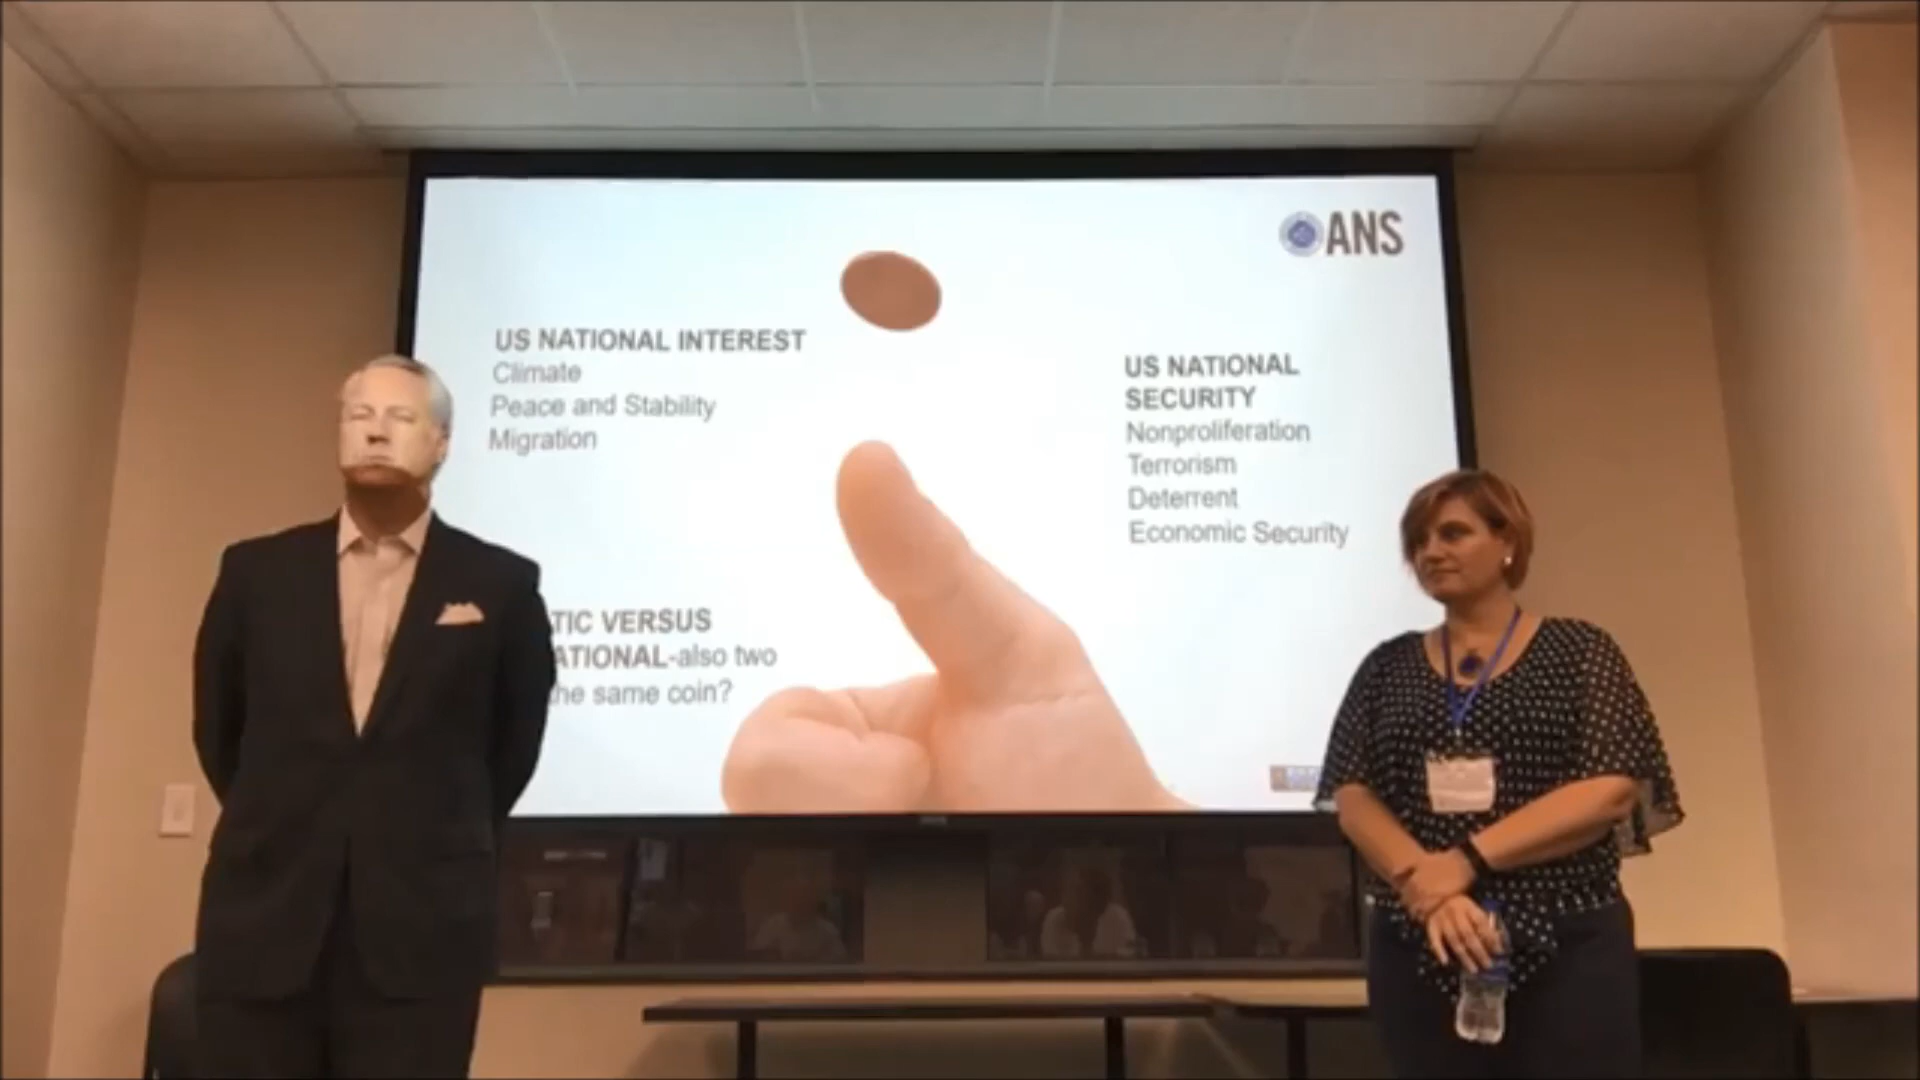 ANS
US NATIONAL INTEREST
Climate
Peace and Stability
Migration
US NATIONAL
SECURITY
Nonproliferation
Terrorism
Deterrent
Economic Security
TIC VERSUS
ATIONAL-also two
he same coin?